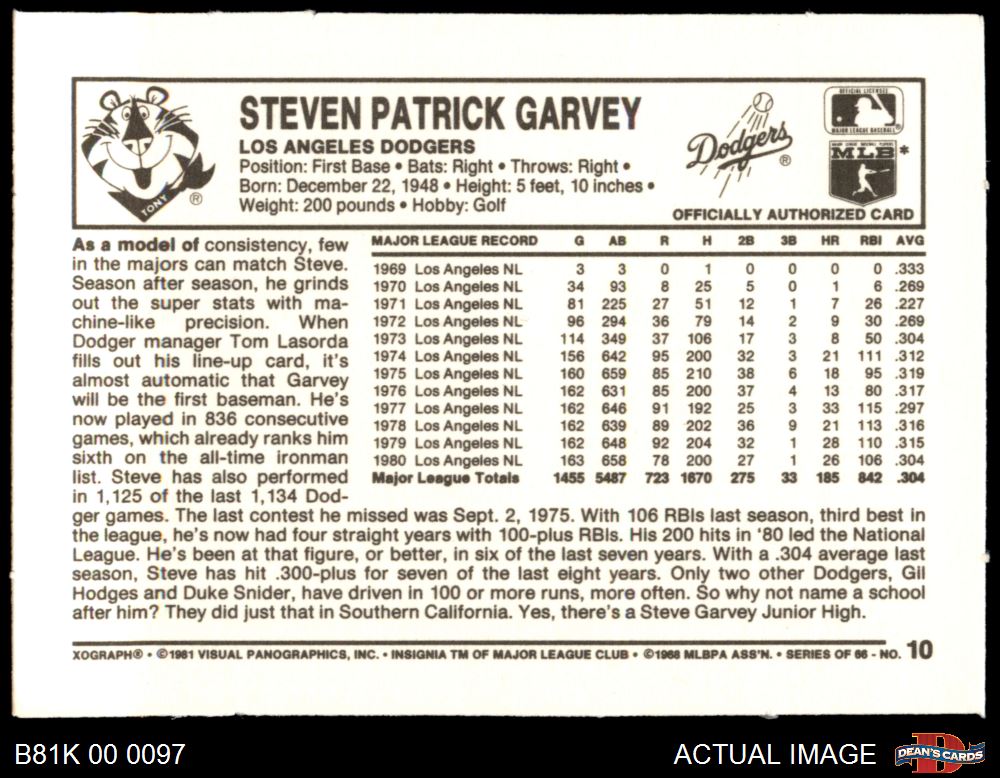 TONY
®
STEVEN PATRICK GARVEY
LOS ANGELES DODGERS
Position: First Base • Bats: Right • Throws: Right •
Born: December 22, 1948 • Height: 5 feet, 10 inches •
Weight: 200 pounds • Hobby: Golf
Dodgers ®
OFFICIAL LICENSEE
MAJOR LEAGUE BASEBALL ®
MAJOR LEAGUE BASEBALL PLAYERS
MLB *
OFFICIALLY AUTHORIZED CARD
As a model of consistency, few
in the majors can match Steve.
Season after season, he grinds
out the super stats with ma-
chine-like precision. When
Dodger manager Tom Lasorda
fills out his line-up card, it's
almost automatic that Garvey
will be the first baseman. He's
now played in 836 consecutive
games, which already ranks him
sixth on the all-time ironman
list. Steve has also performed
in 1,125 of the last 1,134 Dod-
MAJOR LEAGUE RECORD G AB R H 2B 3B HR RBI AVG
1969 Los Angeles NL 3 3 0 1 0 0 0 0 .333
1970 Los Angeles NL 34 93 8 25 5 0 1 6 .269
1971 Los Angeles NL 81 225 27 51 12 1 7 26 .227
1972 Los Angeles NL 96 294 36 79 14 2 9 30 .269
1973 Los Angeles NL 114 349 37 106 17 3 8 50 .304
1974 Los Angeles NL 156 642 95 200 32 3 21 111 .312
1975 Los Angeles NL 160 659 85 210 38 6 18 95 .319
1976 Los Angeles NL 162 631 85 200 37 4 13 80 .317
1977 Los Angeles NL 162 646 91 192 25 3 33 115 .297
1978 Los Angeles NL 162 639 89 202 36 9 21 113 .316
1979 Los Angeles NL 162 648 92 204 32 1 28 110 .315
1980 Los Angeles NL 163 658 78 200 27 1 26 106 .304
Major League Totals 1455 5487 723 1670 275 33 185 842 .304
ger games. The last contest he missed was Sept. 2, 1975. With 106 RBIs last season, third best in
the league, he's now had four straight years with 100-plus RBIs. His 200 hits in '80 led the National
League. He's been at that figure, or better, in six of the last seven years. With a .304 average last
season, Steve has hit .300-plus for seven of the last eight years. Only two other Dodgers, Gil
Hodges and Duke Snider, have driven in 100 or more runs, more often. So why not name a school
after him? They did just that in Southern California. Yes, there's a Steve Garvey Junior High.
XOGRAPH® • ©1981 VISUAL PANOGRAPHICS, INC. • INSIGNIA TM OF MAJOR LEAGUE CLUB • ©1968 MLBPA ASS'N. • SERIES OF 66 - NO. 10
B81K 00 0097
ACTUAL IMAGE
DEAN'S CARDS